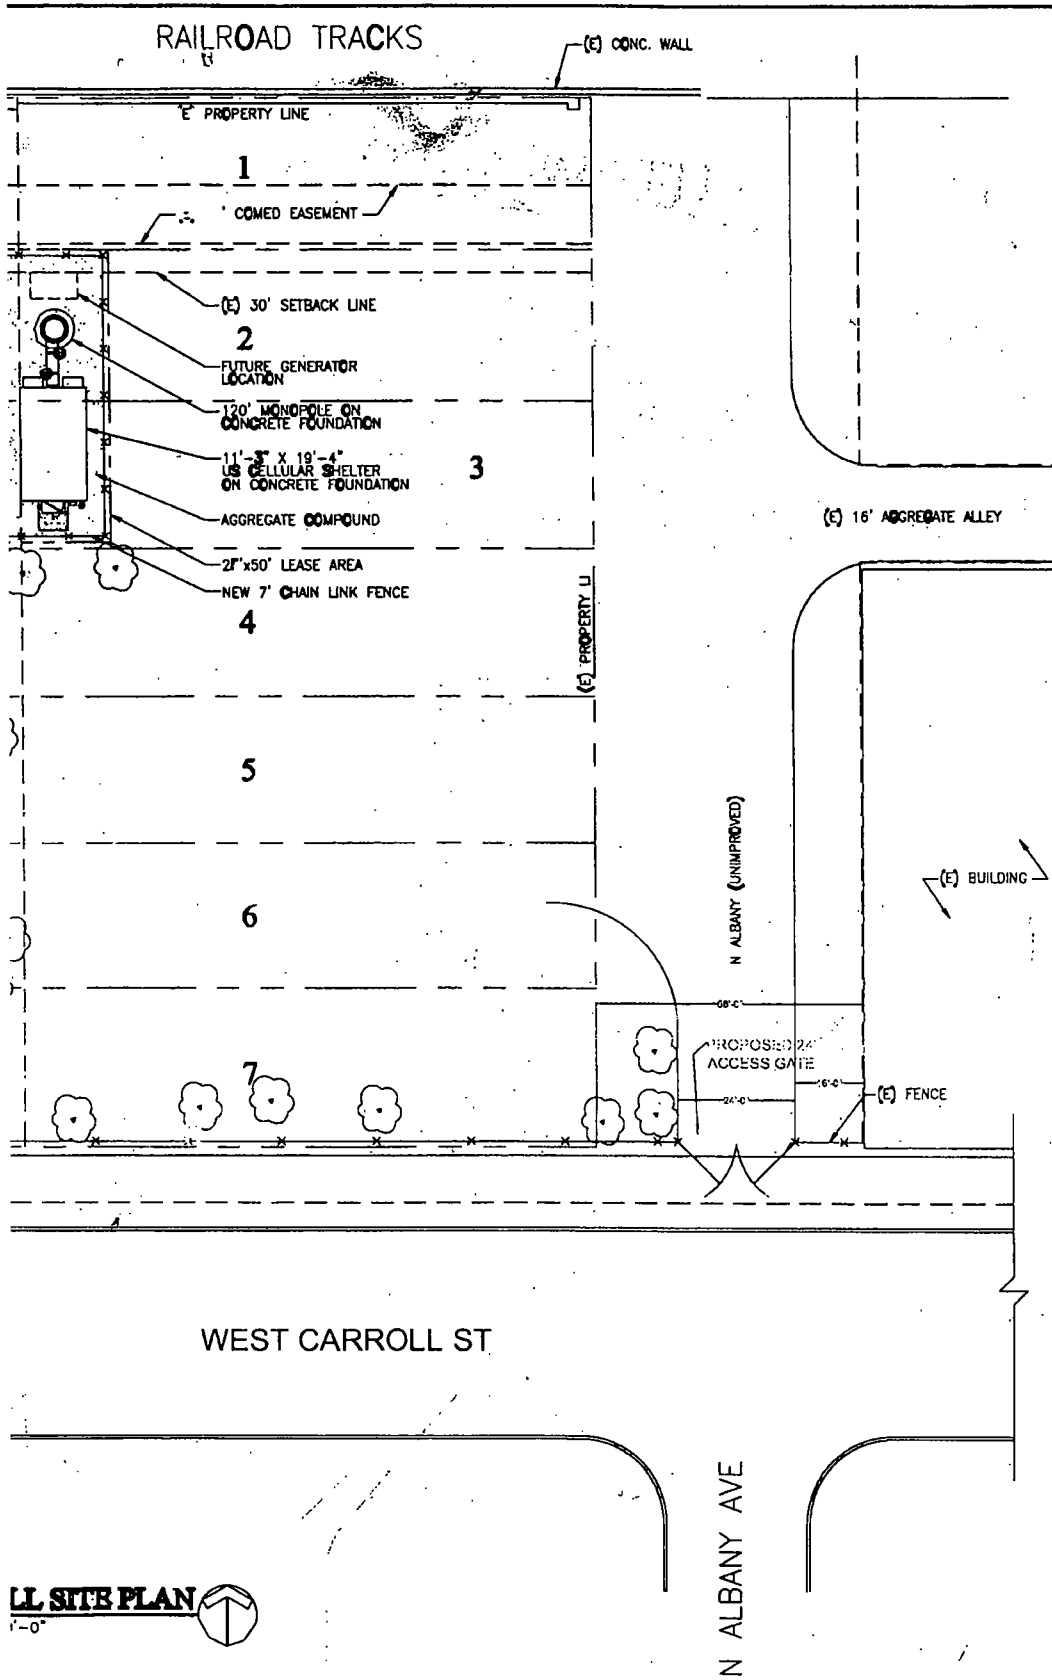 RAILROAD TRACKS
(E) CONC. WALL
"E" PROPERTY LINE
1
' COMED EASEMENT
(E) 30' SETBACK LINE
2
FUTURE GENERATOR
LOCATION
120' MONOPOLE ON
CONCRETE FOUNDATION
11'-3" X 19'-4"
US CELLULAR SHELTER
ON CONCRETE FOUNDATION
3
AGGREGATE COMPOUND
(E) 16' AGGREGATE ALLEY
LEASE AREA
NEW 7' CHAIN LINK FENCE
4
(E) PROPERTY LI
5
N ALBANY (UNIMPROVED)
(E) BUILDING
6
7
PROPOSED 24'
ACCESS GATE
24'-0"
(E) FENCE
WEST CARROLL ST
N ALBANY AVE
LL SITE PLAN
1'-0"